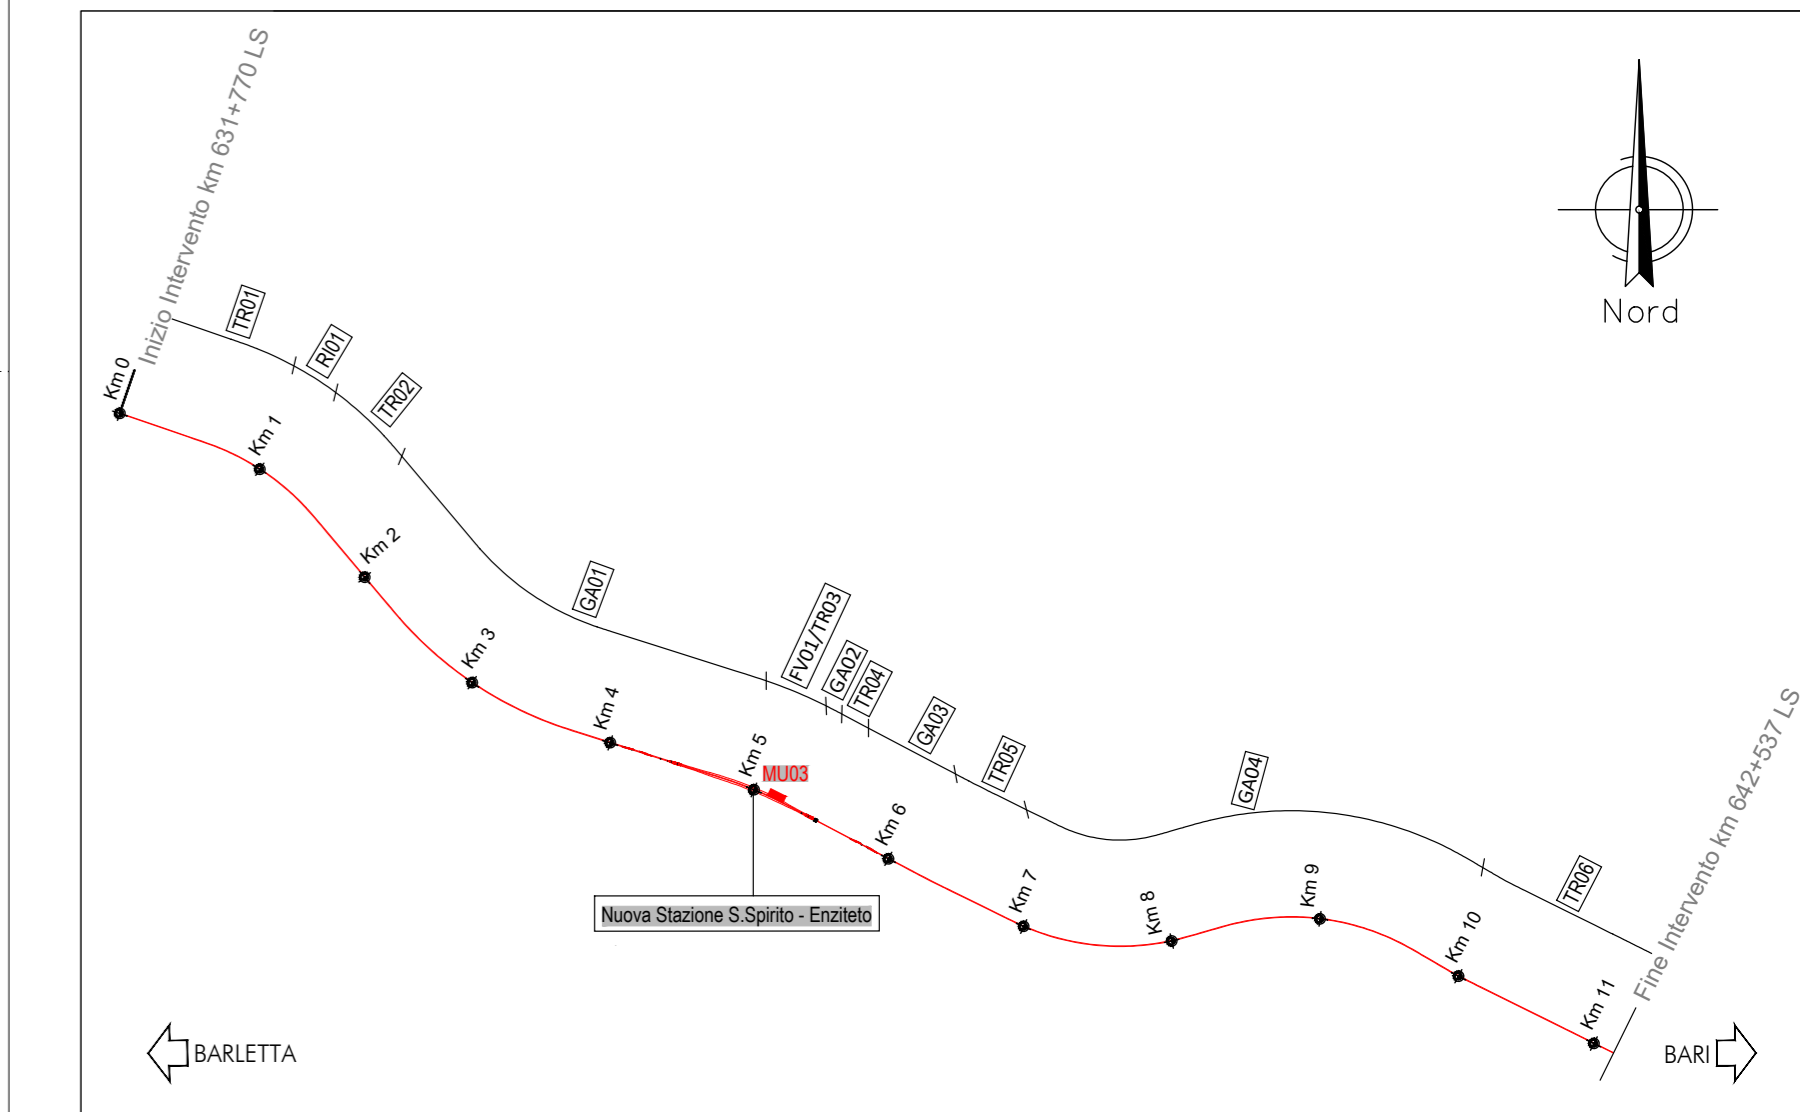 Inizio Intervento km 631+770 LS
Nord
TR01
RI01
TR02
GA01
FV01/TR03
GA02
TR04
GA03
TR05
GA04
TR06
Fine Intervento km 642+537 LS
Km 0
Km 1
Km 2
Km 3
Km 4
Km 5
MU03
Km 6
Km 7
Km 8
Km 9
Km 10
Km 11
Nuova Stazione S.Spirito - Enziteto
BARLETTA
BARI